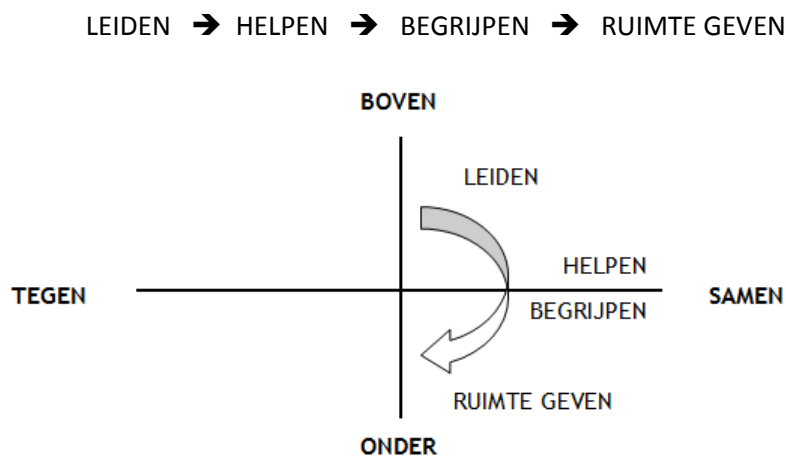 LEIDEN ➔ HELPEN ➔ BEGRIJPEN ➔ RUIMTE GEVEN
BOVEN
LEIDEN
HELPEN
TEGEN
SAMEN
BEGRIJPEN
RUIMTE GEVEN
ONDER